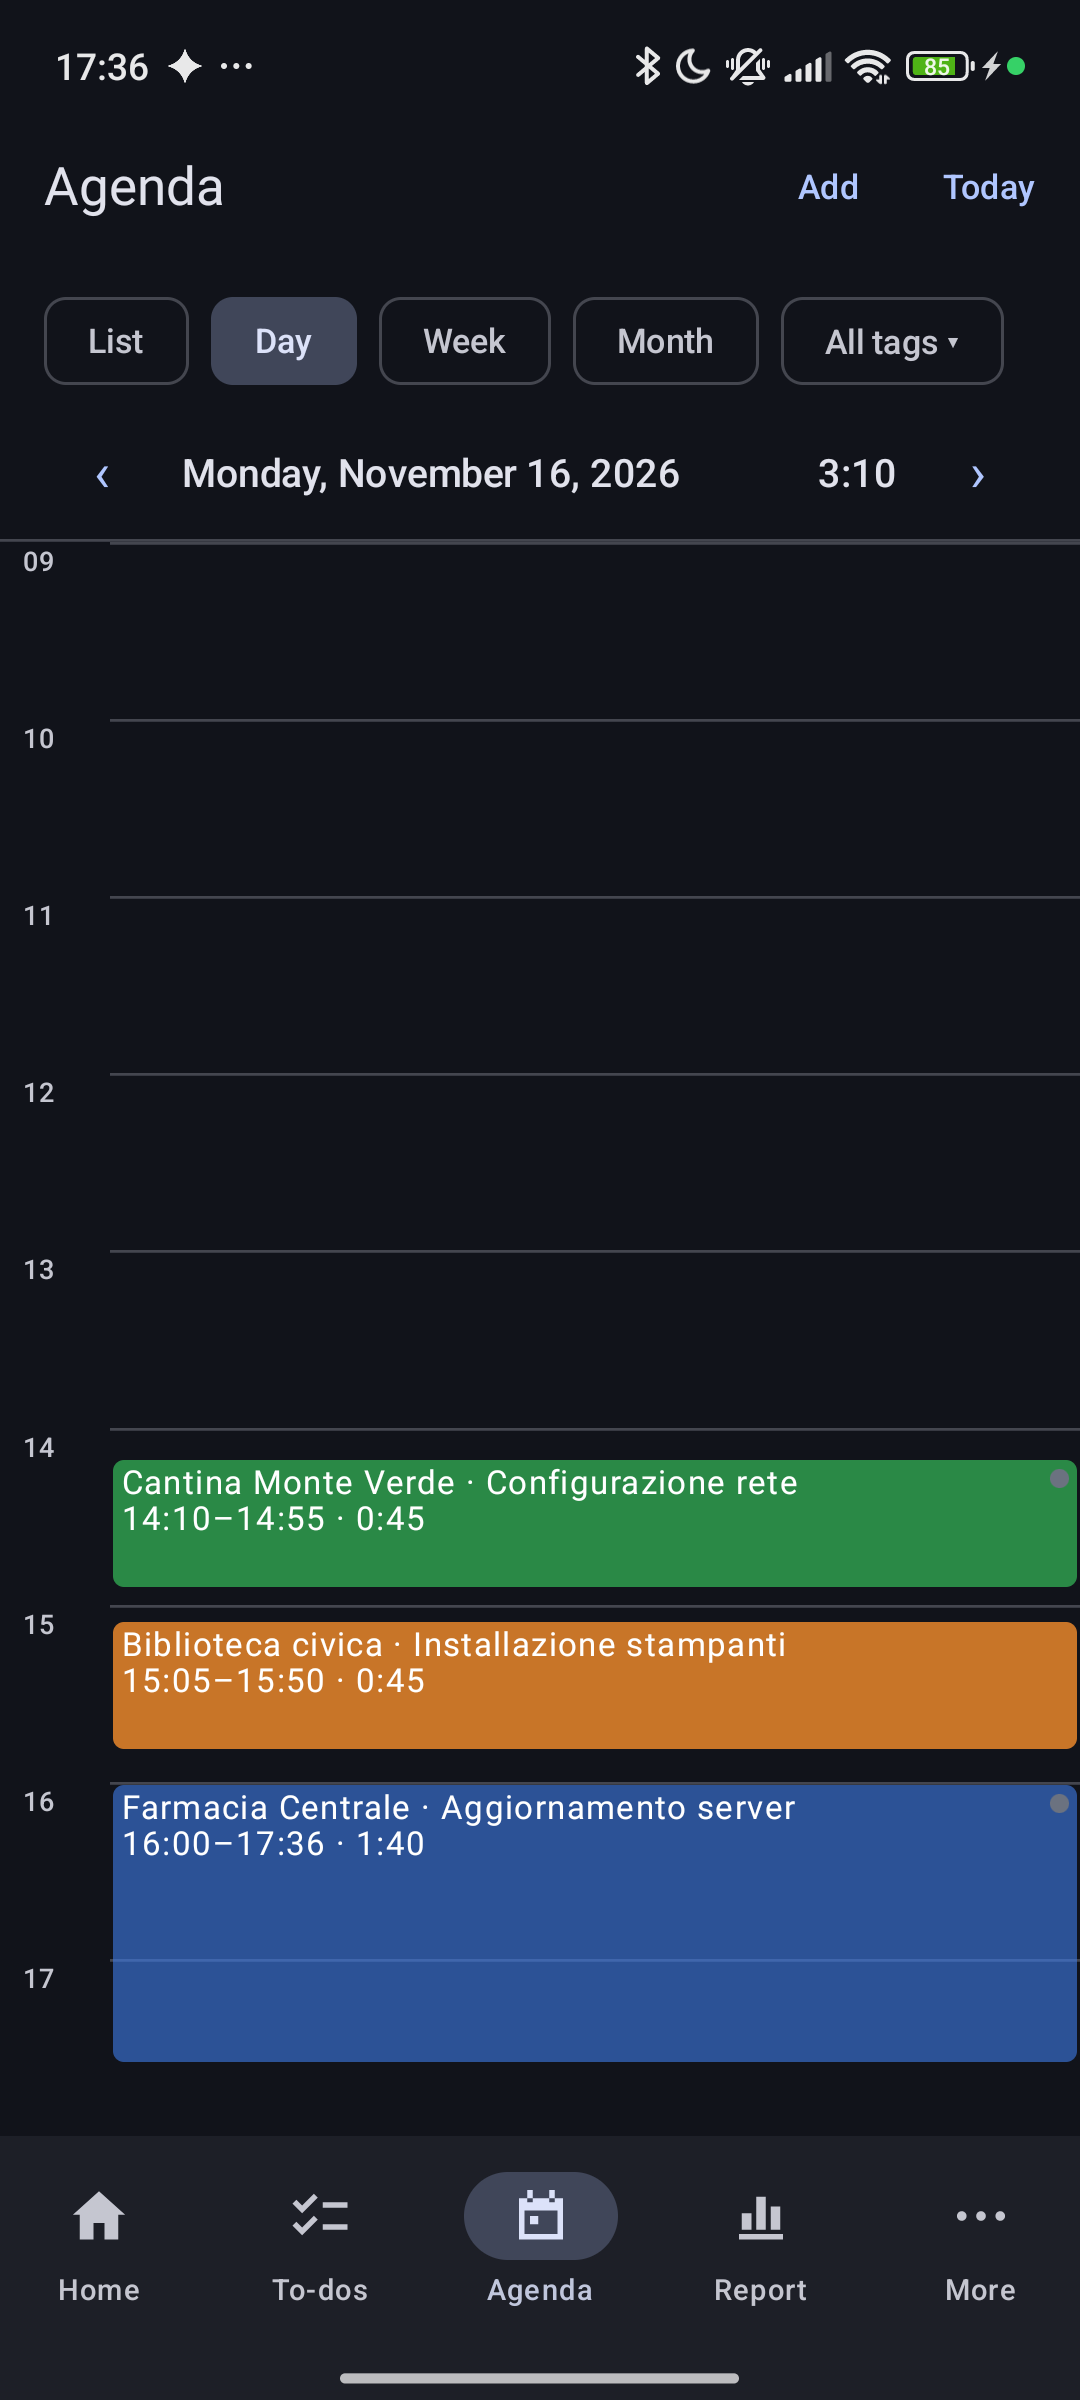 17:36
85
Agenda
Add Today
List Day Week Month All tags ▾
‹ Monday, November 16, 2026 3:10 ›
09
10
11
12
13
14
Cantina Monte Verde · Configurazione rete
14:10–14:55 · 0:45
15
Biblioteca civica · Installazione stampanti
15:05–15:50 · 0:45
16
Farmacia Centrale · Aggiornamento server
16:00–17:36 · 1:40
17
Home To-dos Agenda Report More